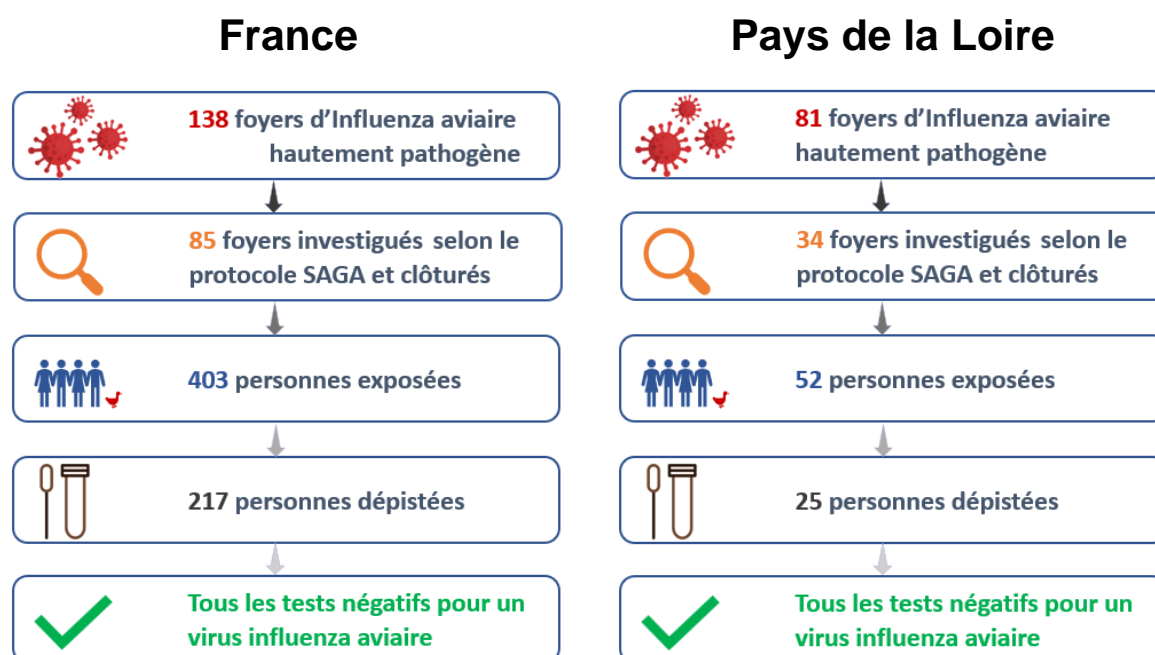 France
138 foyers d'Influenza aviaire
hautement pathogène
85 foyers investigués selon le
protocole SAGA et clôturés
403 personnes exposées
217 personnes dépistées
Tous les tests négatifs pour un
virus influenza aviaire
Pays de la Loire
81 foyers d'Influenza aviaire
hautement pathogène
34 foyers investigués selon le
protocole SAGA et clôturés
52 personnes exposées
25 personnes dépistées
Tous les tests négatifs pour un
virus influenza aviaire